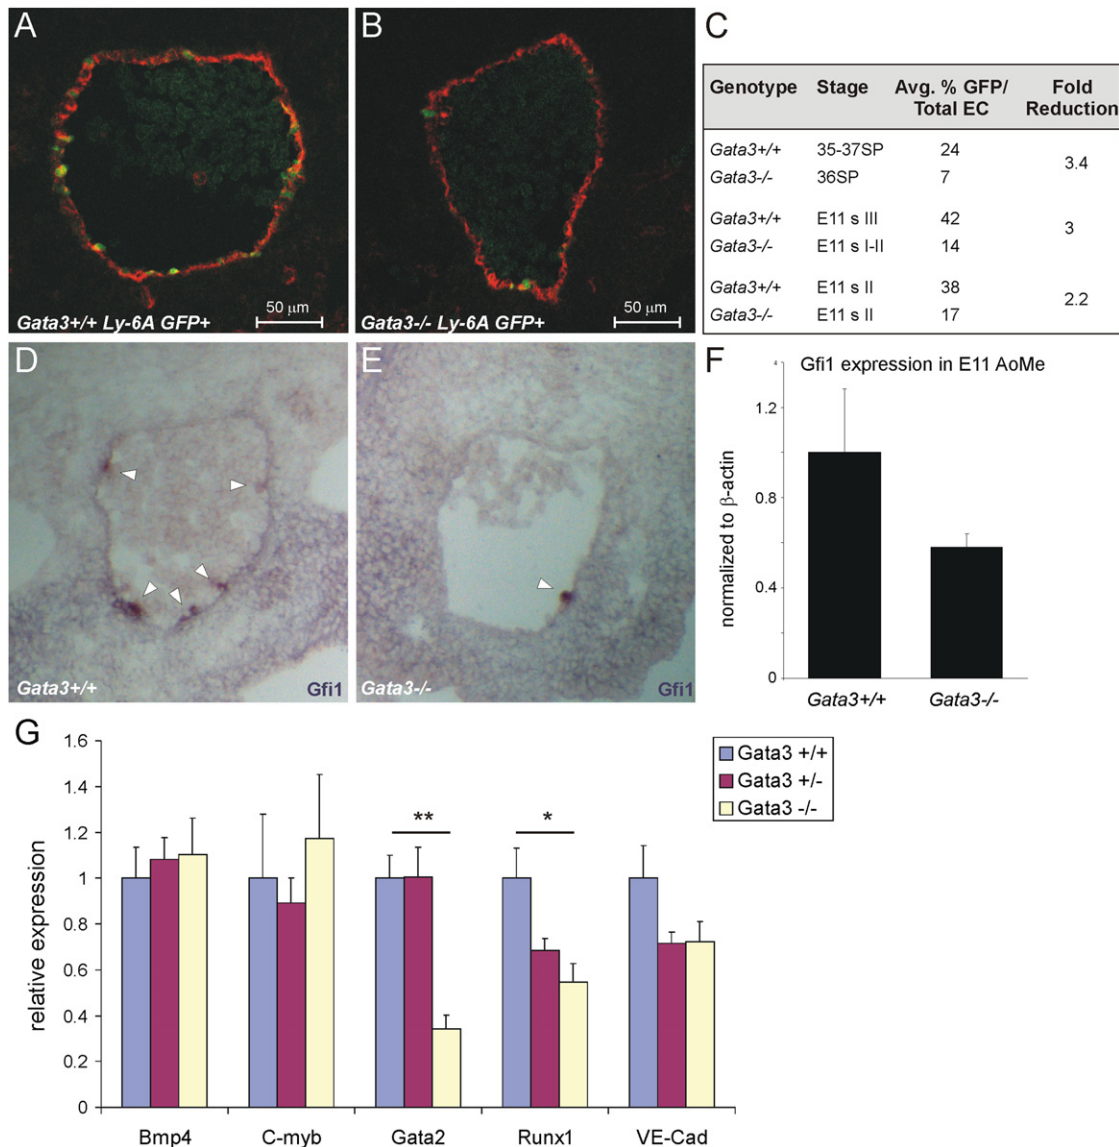 A
Gata3+/+ Ly-6A GFP+
50 µm
B
Gata3-/- Ly-6A GFP+
50 µm
C
Genotype Stage Avg. % GFP/ Total EC Fold Reduction
Gata3+/+ 35-37SP 24
3.4
Gata3-/- 36SP 7
Gata3+/+ E11 s III 42
3
Gata3-/- E11 s I-II 14
Gata3+/+ E11 s II 38
2.2
Gata3-/- E11 s II 17
D
Gata3+/+ Gfi1
E
Gata3-/- Gfi1
F
Gfi1 expression in E11 AoMe
normalized to β-actin
1.2
0.8
0.4
0
Gata3+/+ Gata3-/-
G
relative expression
1.6
1.4
1.2
1
0.8
0.6
0.4
0.2
0
**
*
Bmp4 C-myb Gata2 Runx1 VE-Cad
Gata3 +/+
Gata3 +/-
Gata3 -/-